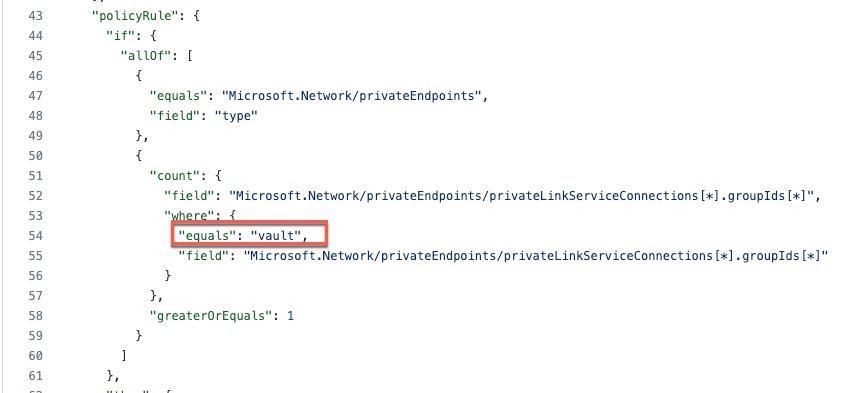 43 "policyRule": {
44 "if": {
45 "allOf": [
46 {
47 "equals": "Microsoft.Network/privateEndpoints",
48 "field": "type"
49 },
50 {
51 "count": {
52 "field": "Microsoft.Network/privateEndpoints/privateLinkServiceConnections[*].groupIds[*]",
53 "where": {
54 "equals": "vault",
55 "field": "Microsoft.Network/privateEndpoints/privateLinkServiceConnections[*].groupIds[*]"
56 }
57 },
58 "greaterOrEquals": 1
59 }
60 ]
61 },